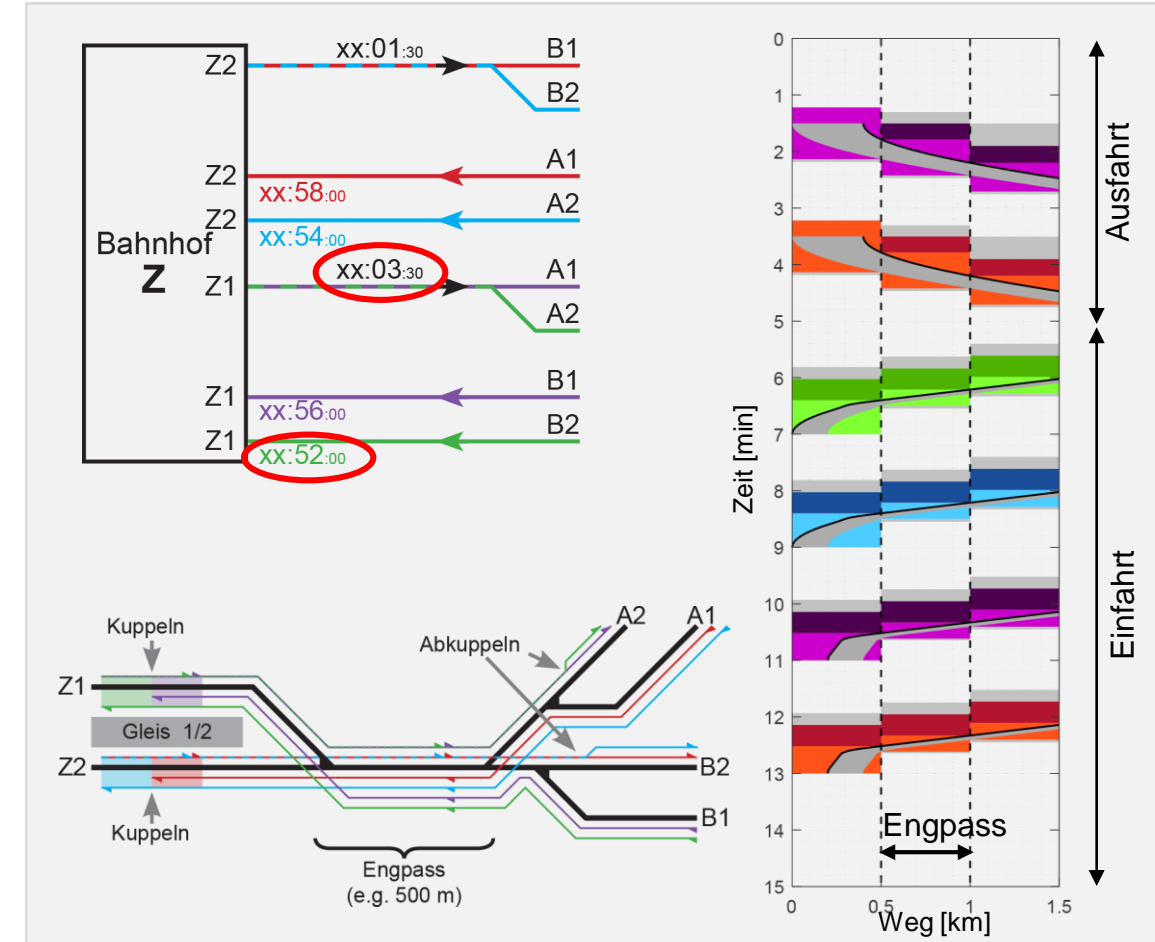 Bahnhof
Z
Z2
xx:01:30
B1
B2
Z2
xx:58:00
A1
Z2
xx:54:00
A2
Z1
xx:03:30
A1
A2
Z1
xx:56:00
B1
Z1
xx:52:00
B2
Kuppeln
Z1
Gleis 1/2
Z2
Kuppeln
Abkuppeln
A2
A1
B2
B1
Engpass
(e.g. 500 m)
0
1
2
3
4
5
6
7
8
9
10
11
12
13
14
15
Zeit [min]
Engpass
0
0.5
1
1.5
Weg [km]
Ausfahrt
Einfahrt